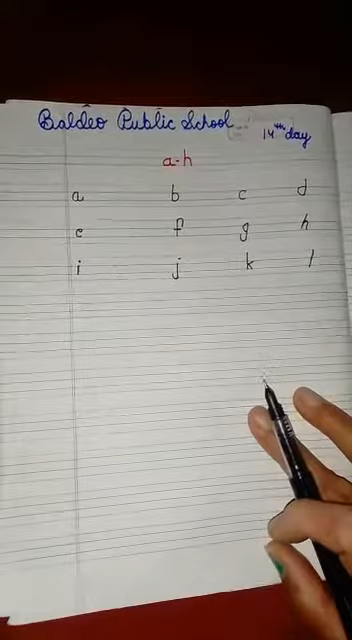 Baldeo Public School
14th day
a-h
a b c d
e f g h
i j k l